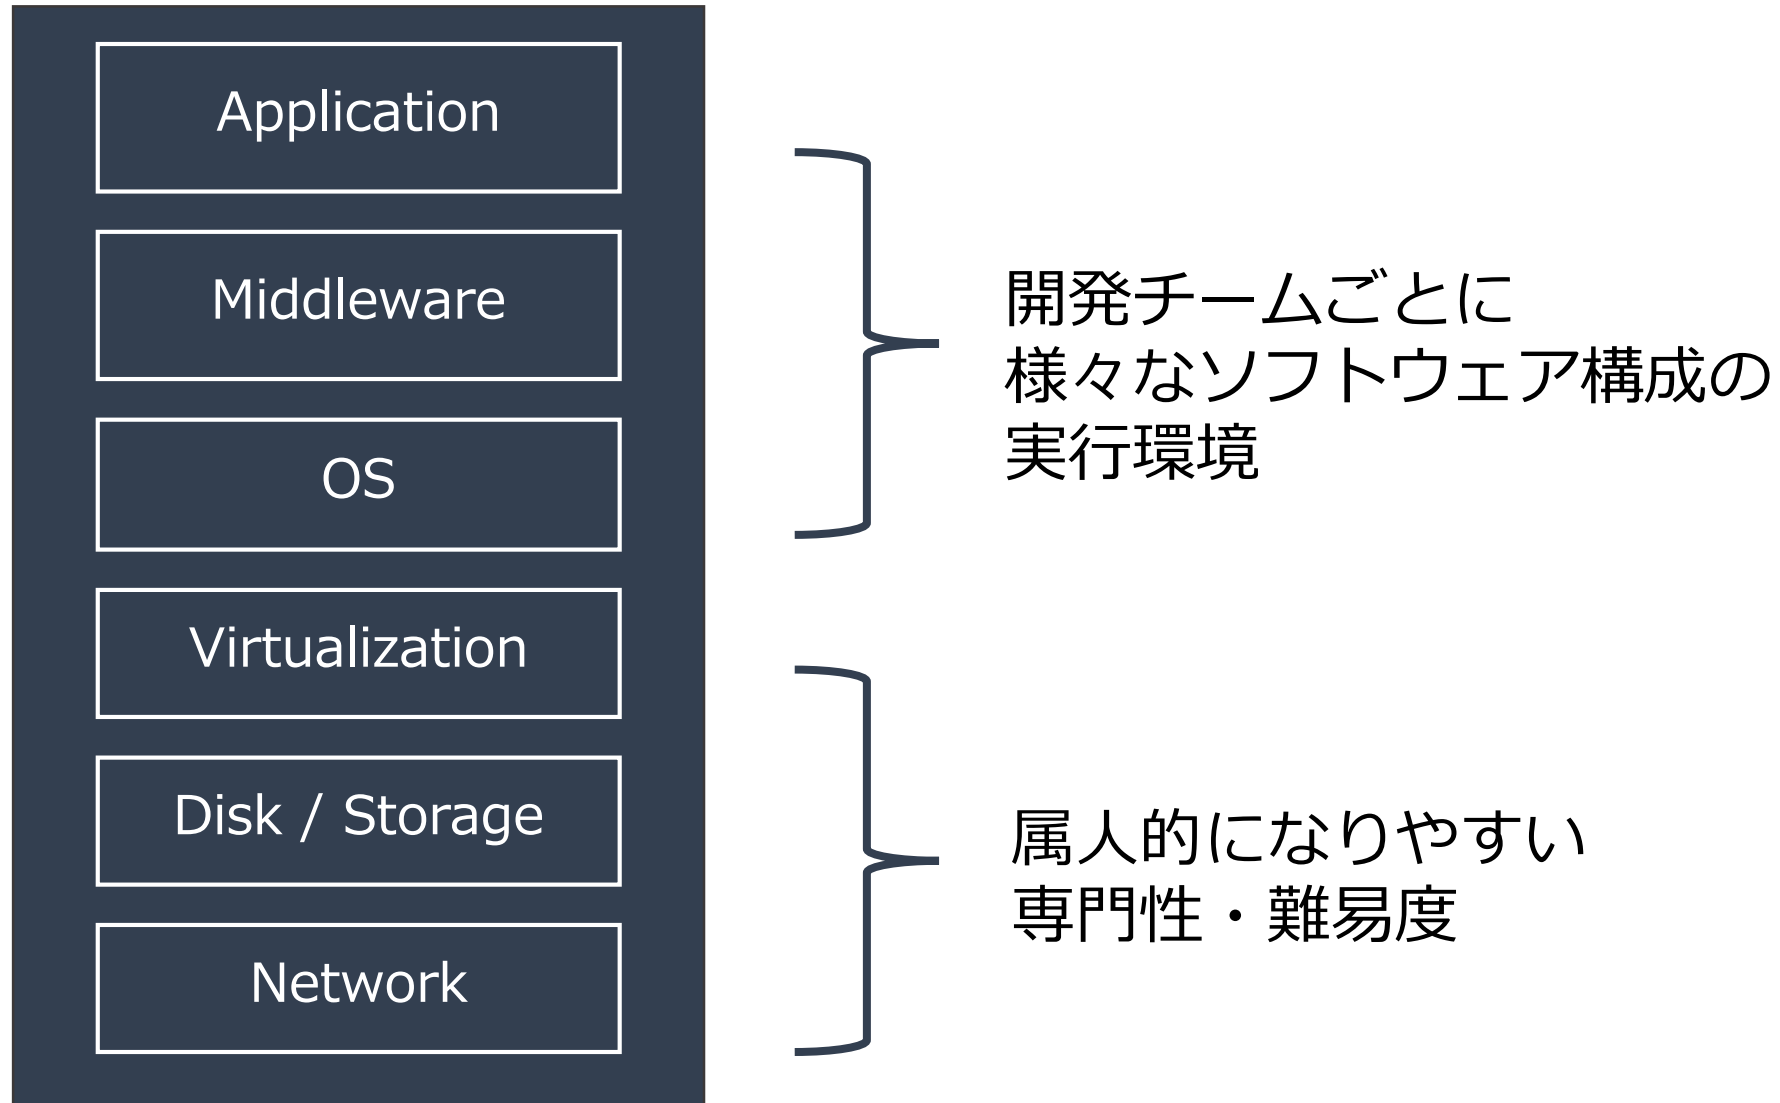 Application
Middleware
OS
Virtualization
Disk / Storage
Network
開発チームごとに
様々なソフトウェア構成の
実行環境
属人的になりやすい
専門性・難易度